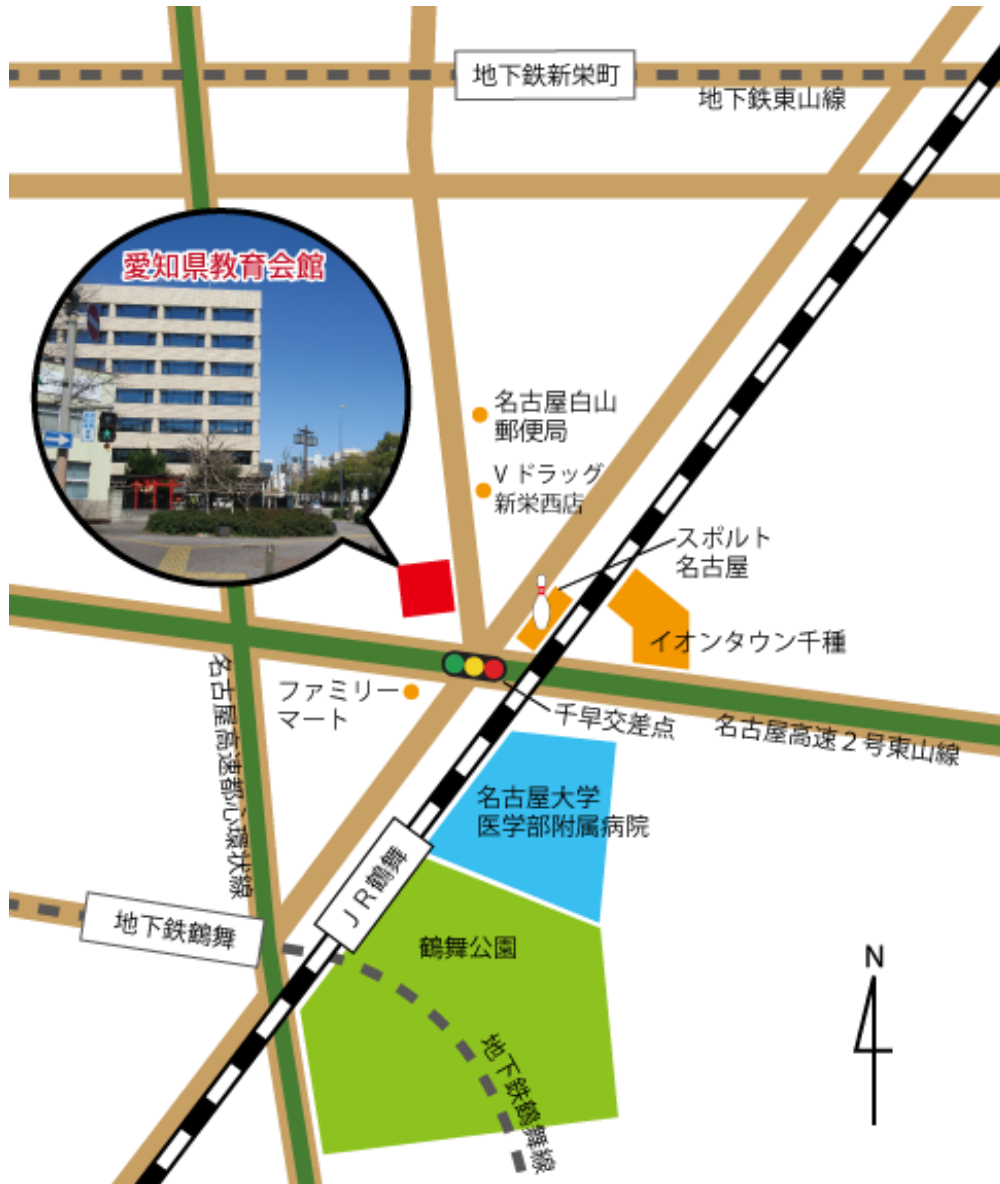 地下鉄新栄町
地下鉄東山線
愛知県教育会館
名古屋白山
郵便局
V ドラッグ
新栄西店
スポルト
名古屋
イオンタウン千種
ファミリー
マート
千早交差点
名古屋高速2号東山線
名古屋高速都心環状線
名古屋大学
医学部附属病院
JR鶴舞
地下鉄鶴舞
鶴舞公園
地下鉄鶴舞線
N